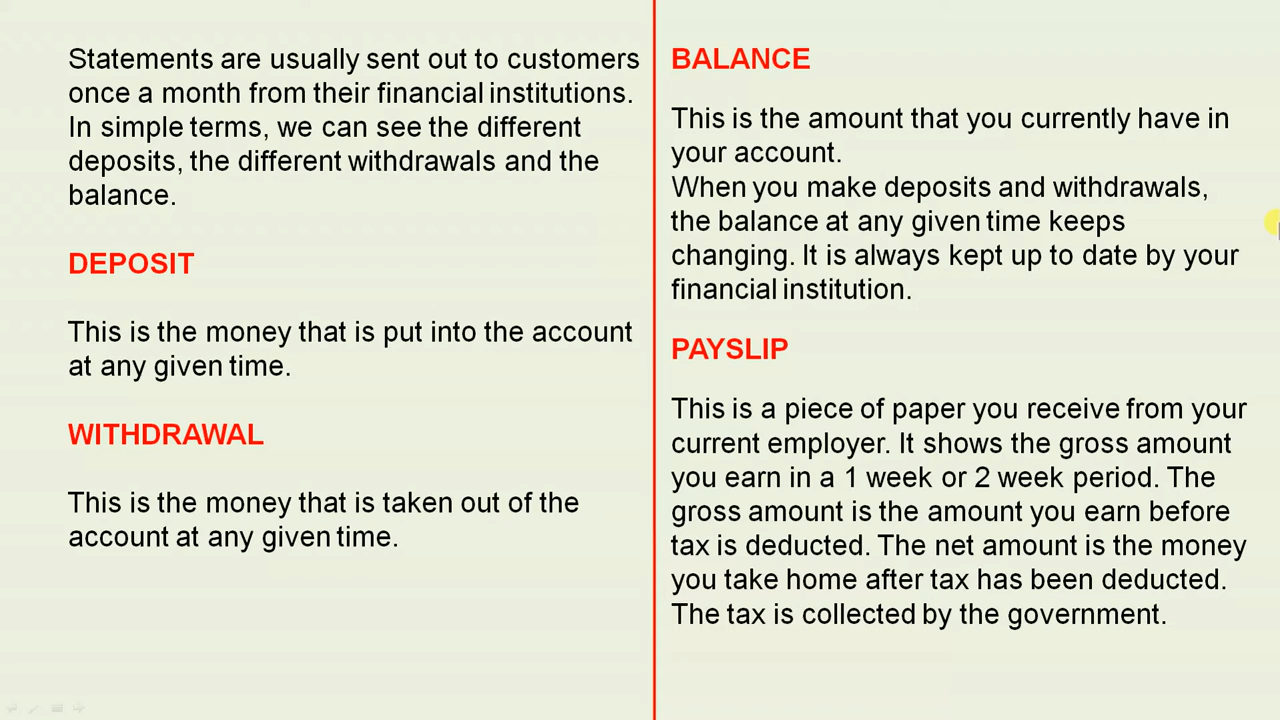 Statements are usually sent out to customers
once a month from their financial institutions.
In simple terms, we can see the different
deposits, the different withdrawals and the
balance.
DEPOSIT
This is the money that is put into the account
at any given time.
WITHDRAWAL
This is the money that is taken out of the
account at any given time.
BALANCE
This is the amount that you currently have in
your account.
When you make deposits and withdrawals,
the balance at any given time keeps
changing. It is always kept up to date by your
financial institution.
PAYSLIP
This is a piece of paper you receive from your
current employer. It shows the gross amount
you earn in a 1 week or 2 week period. The
gross amount is the amount you earn before
tax is deducted. The net amount is the money
you take home after tax has been deducted.
The tax is collected by the government.